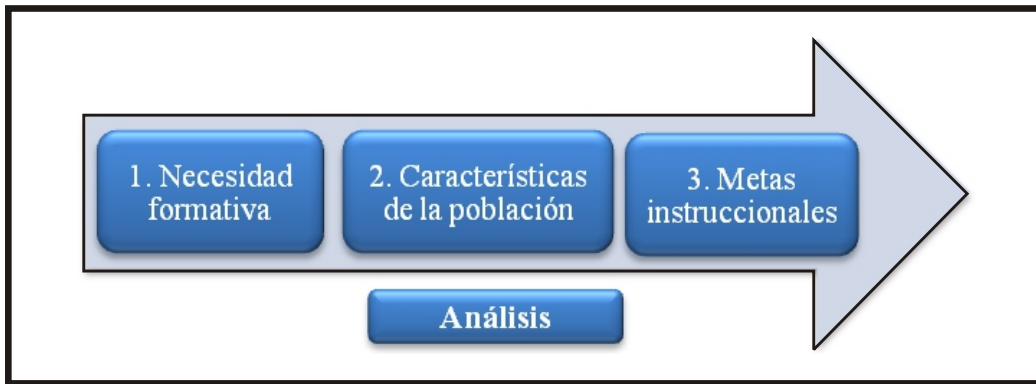 1. Necesidad
formativa
2. Características
de la población
3. Metas
instruccionales
Análisis